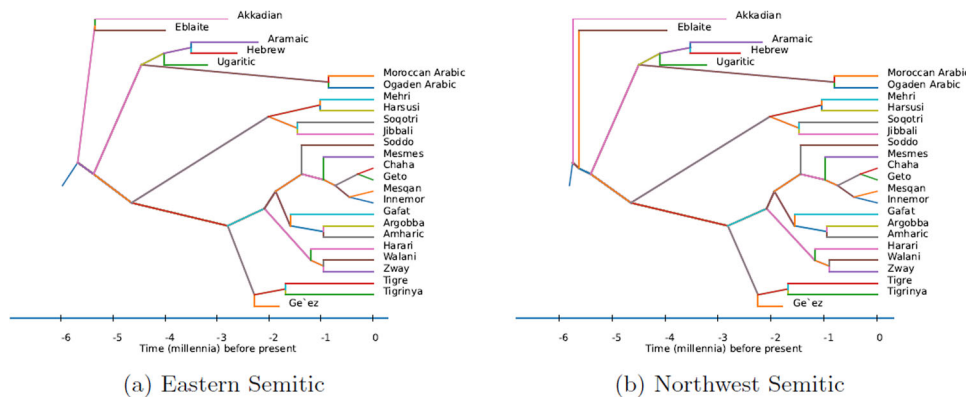 Akkadian
Eblaite
Aramaic
Hebrew
Ugaritic
Moroccan Arabic
Ogaden Arabic
Mehri
Harsusi
Soqotri
Jibbali
Soddo
Mesmes
Chaha
Geto
Mesqan
Innemor
Gafat
Argobba
Amharic
Harari
Walani
Zway
Tigre
Tigrinya
Ge`ez
-6 -5 -4 -3 -2 -1 0
Time (millennia) before present
(a) Eastern Semitic
Akkadian
Eblaite
Aramaic
Hebrew
Ugaritic
Moroccan Arabic
Ogaden Arabic
Mehri
Harsusi
Soqotri
Jibbali
Soddo
Mesmes
Chaha
Geto
Mesqan
Innemor
Gafat
Argobba
Amharic
Harari
Walani
Zway
Tigre
Tigrinya
Ge`ez
-6 -5 -4 -3 -2 -1 0
Time (millennia) before present
(b) Northwest Semitic